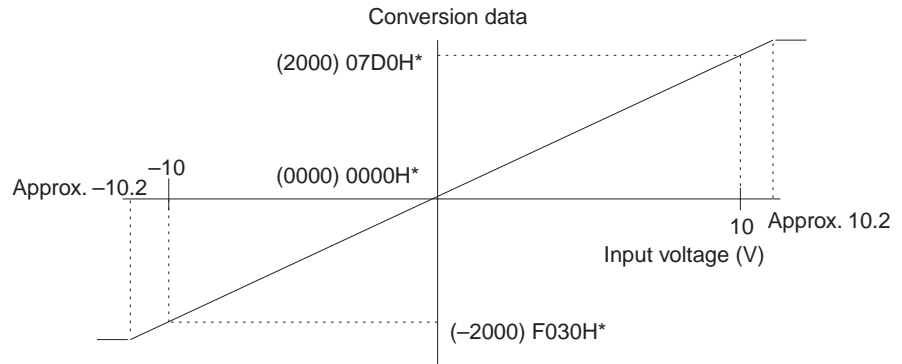 Conversion data
(2000) 07D0H*
–10
(0000) 0000H*
Approx. –10.2
10
Approx. 10.2
Input voltage (V)
(–2000) F030H*